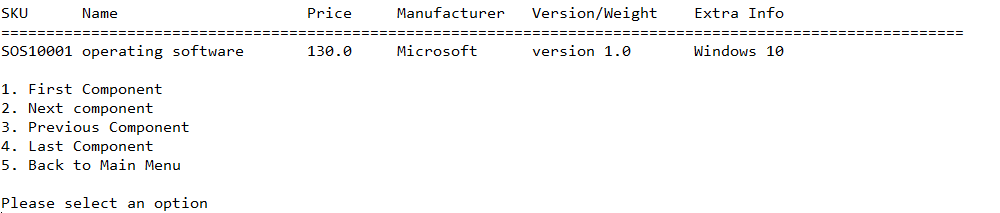 SKU      Name                     Price     Manufacturer   Version/Weight    Extra Info
===========================================================================================================
SOS10001 operating software       130.0     Microsoft      version 1.0       Windows 10
1. First Component
2. Next component
3. Previous Component
4. Last Component
5. Back to Main Menu
Please select an option